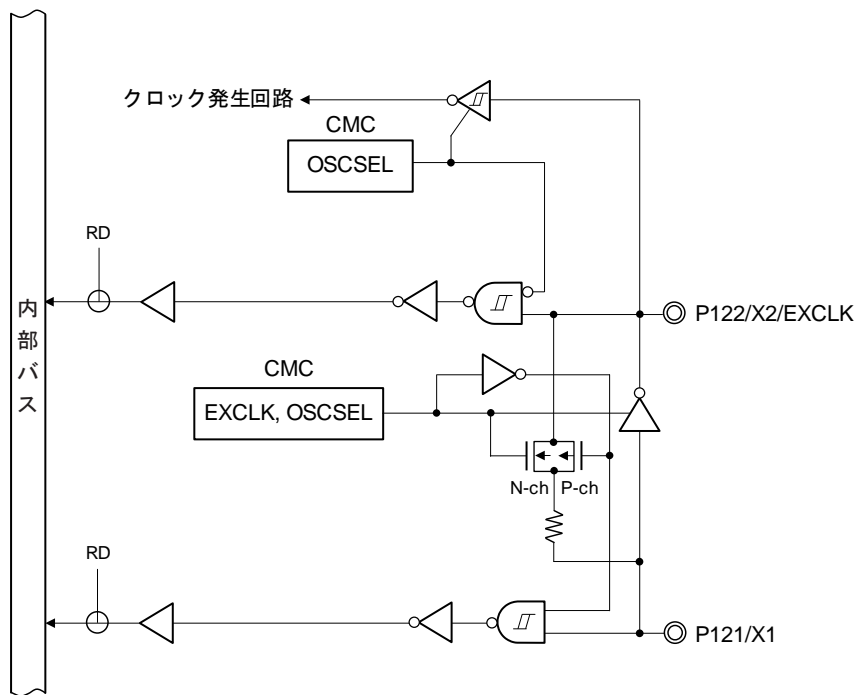 クロック発生回路
CMC
OSCSEL
RD
内部バス
P122/X2/EXCLK
CMC
EXCLK, OSCSEL
N-ch
P-ch
RD
P121/X1